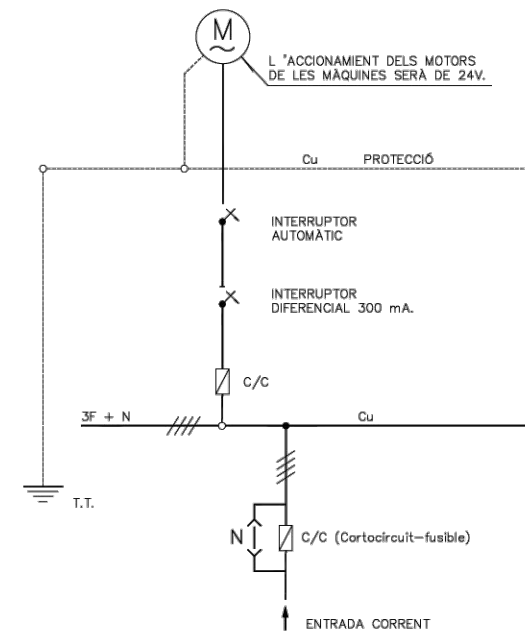 M
~
L 'ACCIONAMENT DELS MOTORS
DE LES MÀQUINES SERÀ DE 24V.
Cu PROTECCIÓ
INTERRUPTOR
AUTOMÀTIC
INTERRUPTOR
DIFERENCIAL 300 mA.
C/C
3F + N Cu
T.T.
N C/C (Cortocircuit-fusible)
ENTRADA CORRENT